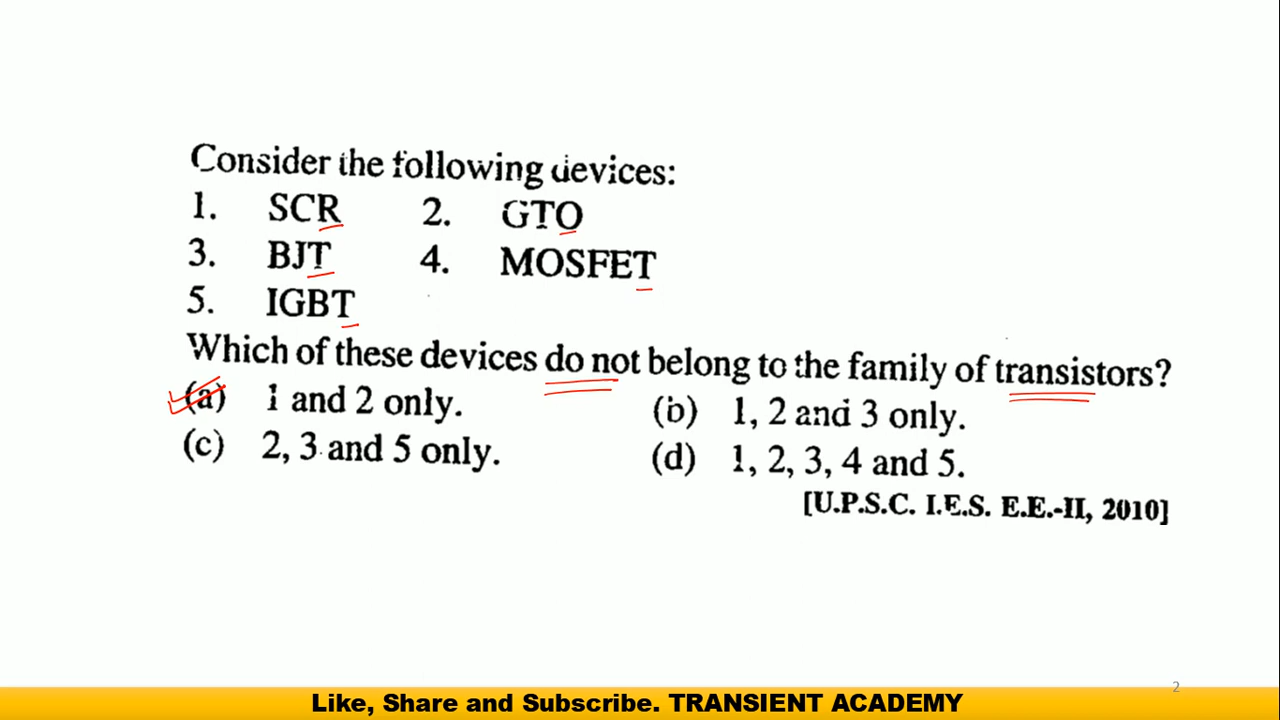 Consider the following devices:
1. SCR 2. GTO
3. BJT 4. MOSFET
5. IGBT
Which of these devices do not belong to the family of transistors?
(a) 1 and 2 only. (b) 1, 2 and 3 only.
(c) 2, 3 and 5 only. (d) 1, 2, 3, 4 and 5.
[U.P.S.C. I.E.S. E.E.-II, 2010]
2
Like, Share and Subscribe. TRANSIENT ACADEMY